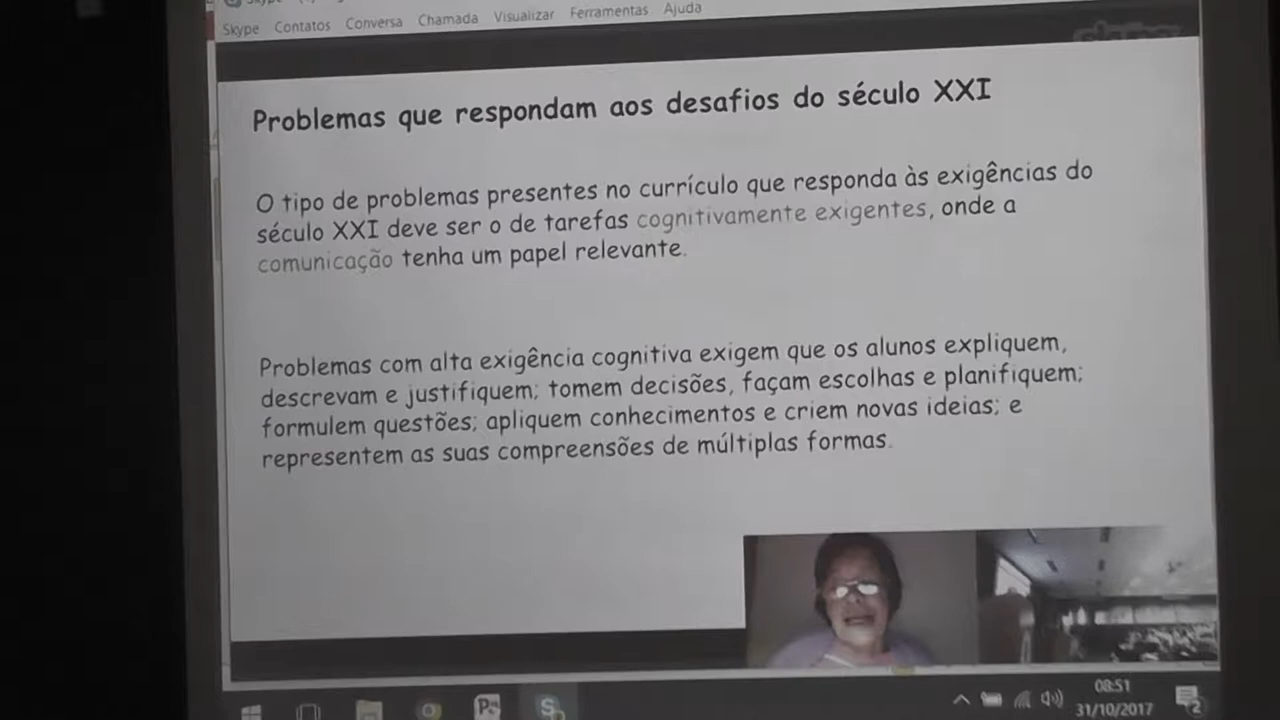 Skype Contatos Conversa Chamada Visualizar Ferramentas Ajuda
Problemas que respondam aos desafios do século XXI
O tipo de problemas presentes no currículo que responda às exigências do
século XXI deve ser o de tarefas cognitivamente exigentes, onde a
comunicação tenha um papel relevante.
Problemas com alta exigência cognitiva exigem que os alunos expliquem,
descrevam e justifiquem; tomem decisões, façam escolhas e planifiquem;
formulem questões; apliquem conhecimentos e criem novas ideias; e
representem as suas compreensões de múltiplas formas.
08:51
31/10/2017
2